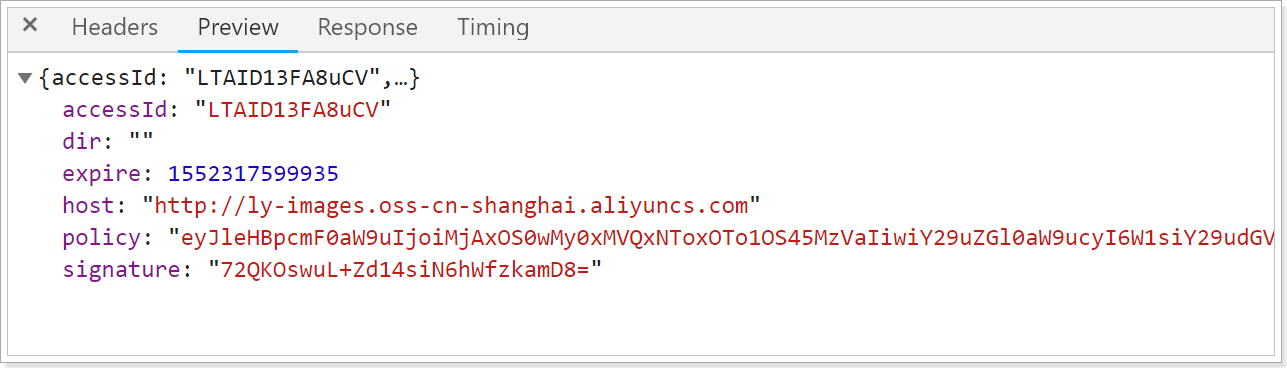 × Headers Preview Response Timing
▼{accessId: "LTAID13FA8uCV",…}
accessId: "LTAID13FA8uCV"
dir: ""
expire: 1552317599935
host: "http://ly-images.oss-cn-shanghai.aliyuncs.com"
policy: "eyJleHBpcmF0aW9uIjoiMjAxOS0wMy0xMVQxNToxOTo1OS45MzVaIiwiY29uZGl0aW9ucyI6W1siY29udGV
signature: "72QKOswuL+Zd14siN6hWfzkamD8="